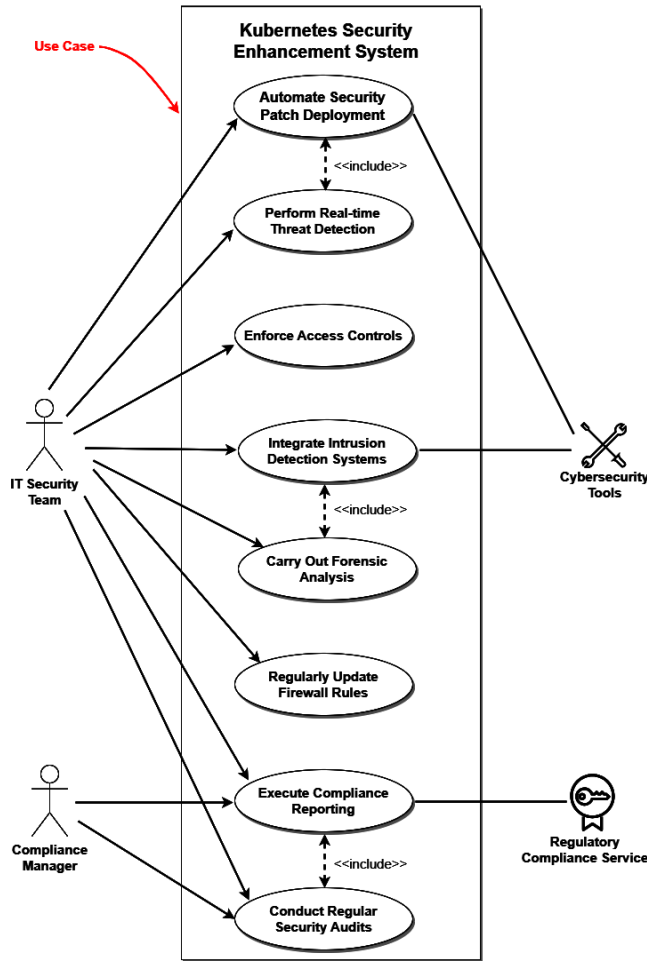 Kubernetes Security
Enhancement System
Use Case
Automate Security
Patch Deployment
<<include>>
Perform Real-time
Threat Detection
Enforce Access Controls
IT Security
Team
Integrate Intrusion
Detection Systems
Cybersecurity
Tools
<<include>>
Carry Out Forensic
Analysis
Regularly Update
Firewall Rules
Compliance
Manager
Execute Compliance
Reporting
Regulatory
Compliance Service
<<include>>
Conduct Regular
Security Audits